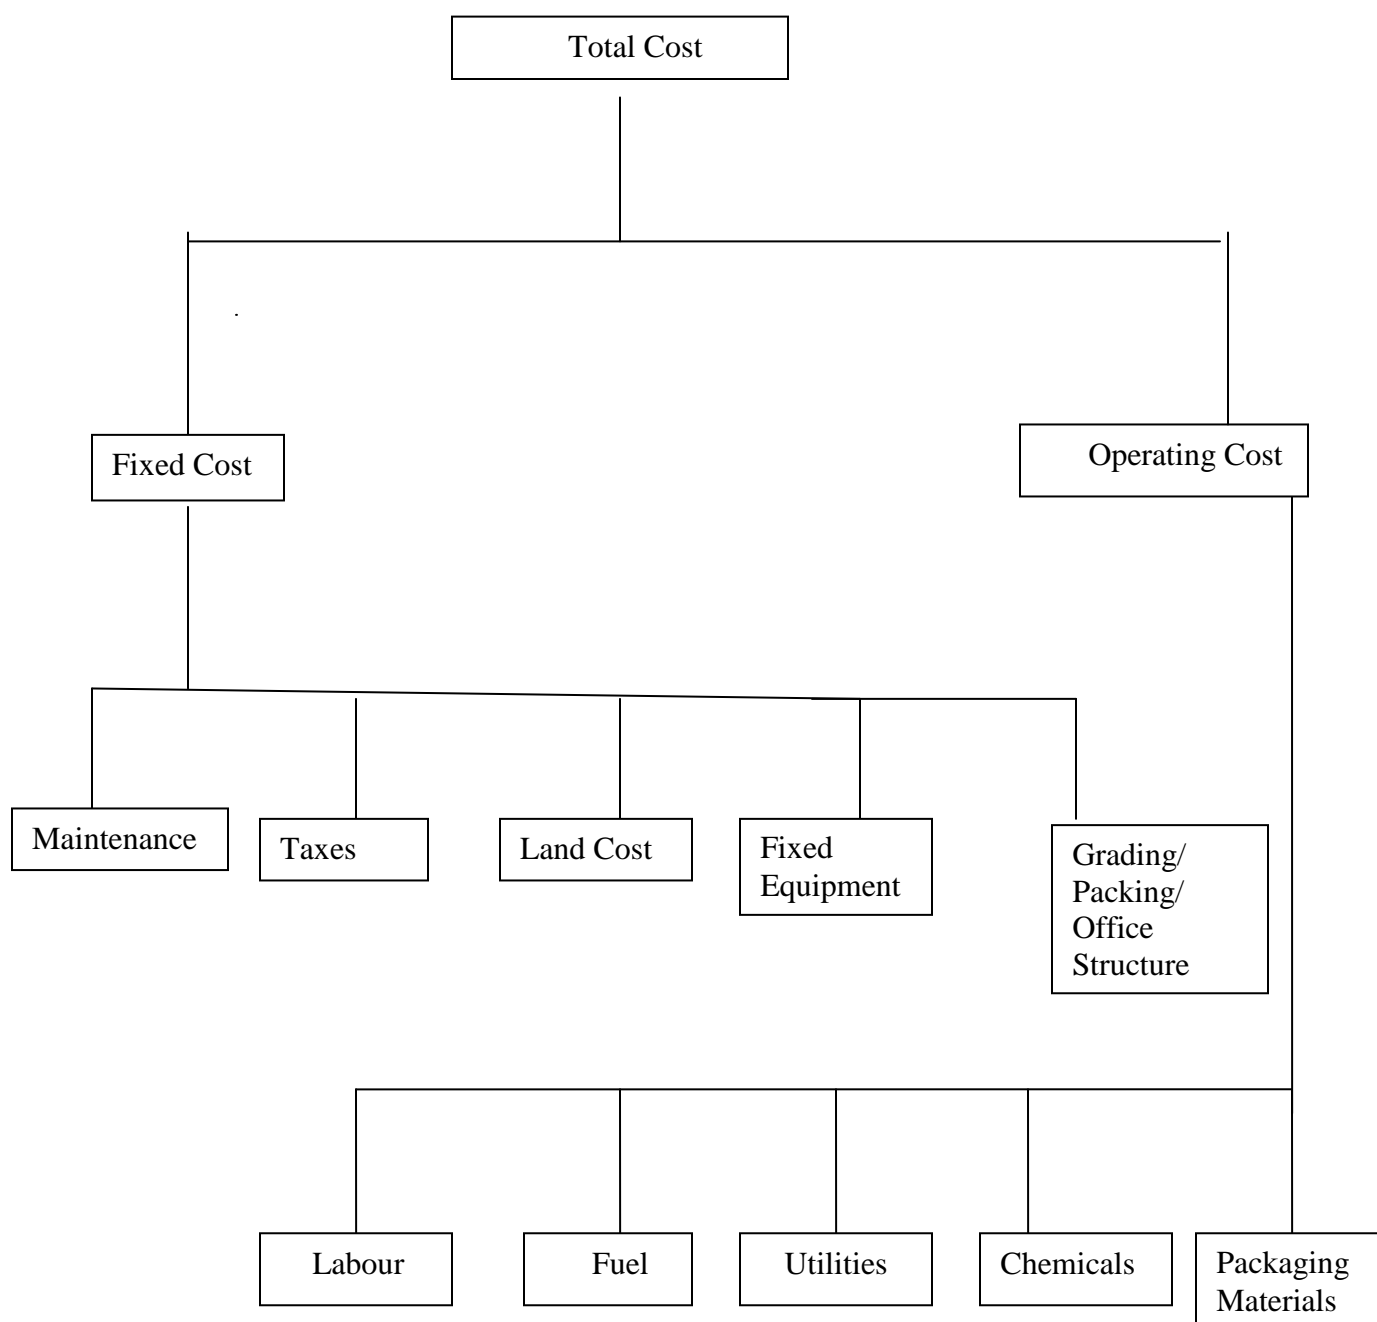 Total Cost
Fixed Cost
Operating Cost
Maintenance
Taxes
Land Cost
Fixed
Equipment
Grading/
Packing/
Office
Structure
Labour
Fuel
Utilities
Chemicals
Packaging
Materials